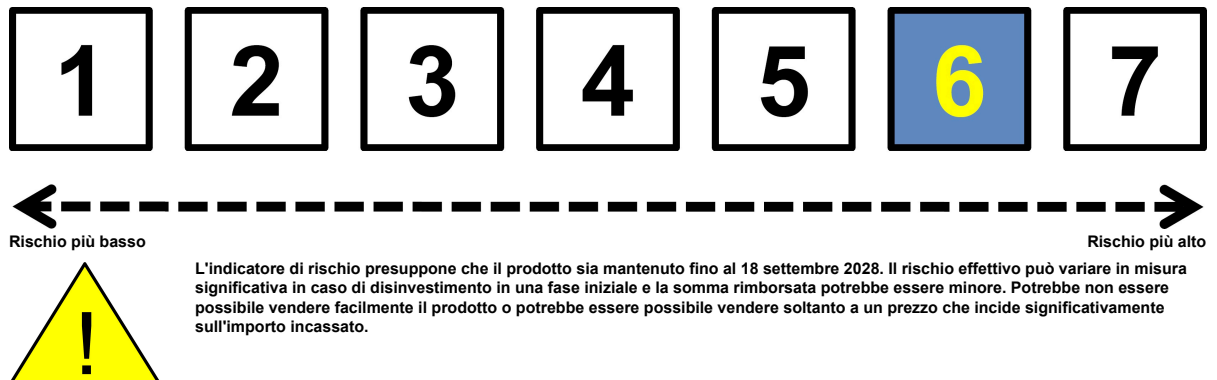 1 2 3 4 5 6 7
Rischio più basso Rischio più alto
L'indicatore di rischio presuppone che il prodotto sia mantenuto fino al 18 settembre 2028. Il rischio effettivo può variare in misura
significativa in caso di disinvestimento in una fase iniziale e la somma rimborsata potrebbe essere minore. Potrebbe non essere
possibile vendere facilmente il prodotto o potrebbe essere possibile vendere soltanto a un prezzo che incide significativamente
sull'importo incassato.
!